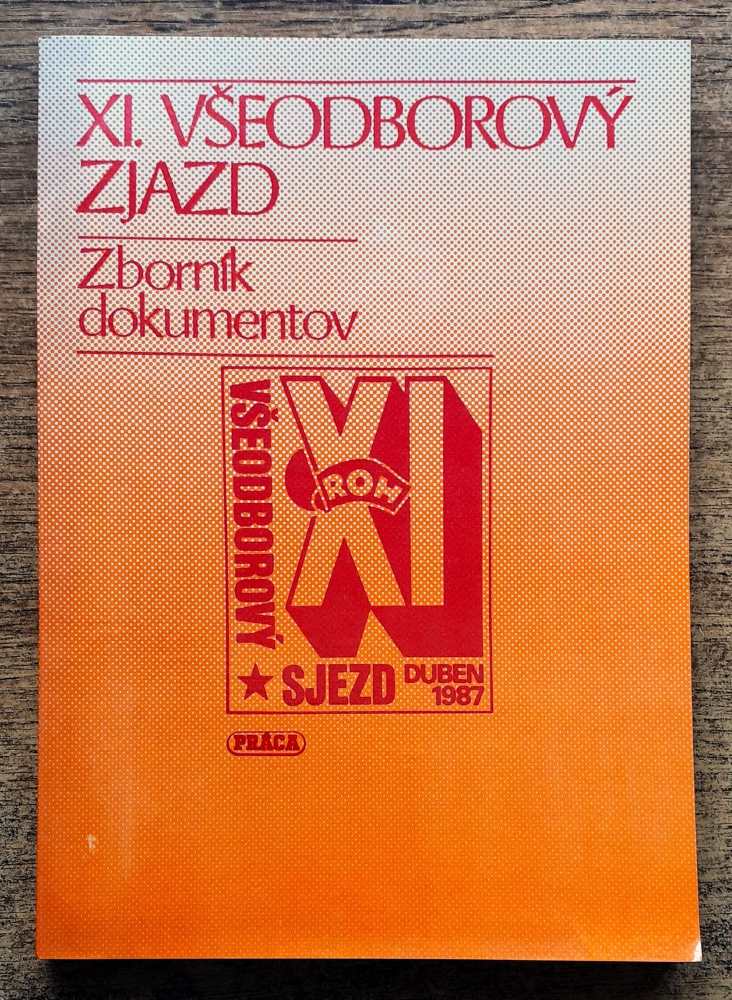 XI. VŠEODBOROVÝ
ZJAZD
Zborník
dokumentov
VŠEODBOROVÝ
XI
ROH
SJEZD
DUBEN
1987
PRÁCA